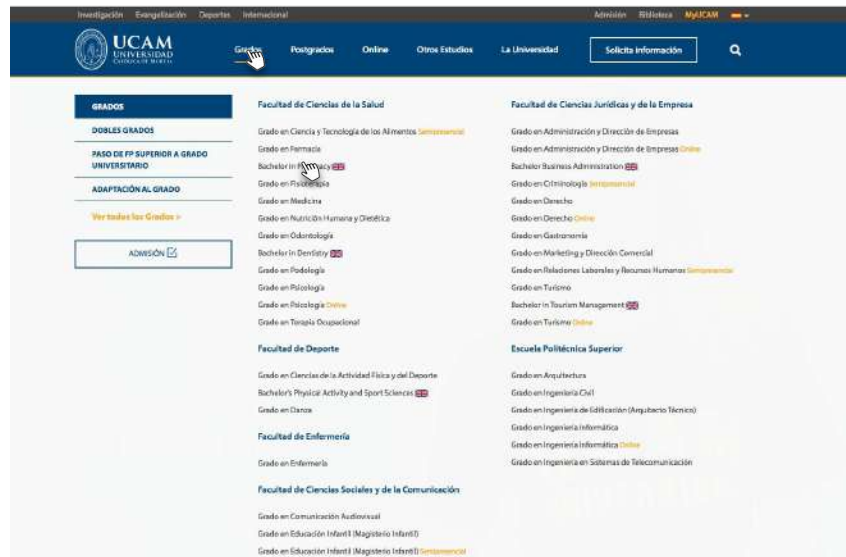 Investigación Evangelización Deportes Internacional Admisión Biblioteca MyUCAM
UCAM
UNIVERSIDAD
CATÓLICA DE MURCIA
Grados Postgrados Online Otros Estudios La Universidad Solicita información
GRADOS
DOBLES GRADOS
PASO DE FP SUPERIOR A GRADO
UNIVERSITARIO
ADAPTACIÓN AL GRADO
Ver todos los Grados >
ADMISIÓN
Facultad de Ciencias de la Salud
Grado en Ciencia y Tecnología de los Alimentos Semipresencial
Grado en Farmacia
Bachelor in Pharmacy
Grado en Fisioterapia
Grado en Medicina
Grado en Nutrición Humana y Dietética
Grado en Odontología
Bachelor in Dentistry
Grado en Podología
Grado en Psicología
Grado en Psicología Online
Grado en Terapia Ocupacional
Facultad de Deporte
Grado en Ciencias de la Actividad Física y del Deporte
Bachelor's Physical Activity and Sport Sciences
Grado en Danza
Facultad de Enfermería
Grado en Enfermería
Facultad de Ciencias Sociales y de la Comunicación
Grado en Comunicación Audiovisual
Grado en Educación Infantil (Magisterio Infantil)
Grado en Educación Infantil (Magisterio Infantil) Semipresencial
Facultad de Ciencias Jurídicas y de la Empresa
Grado en Administración y Dirección de Empresas
Grado en Administración y Dirección de Empresas Online
Bachelor Business Administration
Grado en Criminología Semipresencial
Grado en Derecho
Grado en Derecho Online
Grado en Gastronomía
Grado en Marketing y Dirección Comercial
Grado en Relaciones Laborales y Recursos Humanos Semipresencial
Grado en Turismo
Bachelor in Tourism Management
Grado en Turismo Online
Escuela Politécnica Superior
Grado en Arquitectura
Grado en Ingeniería Civil
Grado en Ingeniería de Edificación (Arquitecto Técnico)
Grado en Ingeniería Informática
Grado en Ingeniería Informática Online
Grado en Ingeniería en Sistemas de Telecomunicación